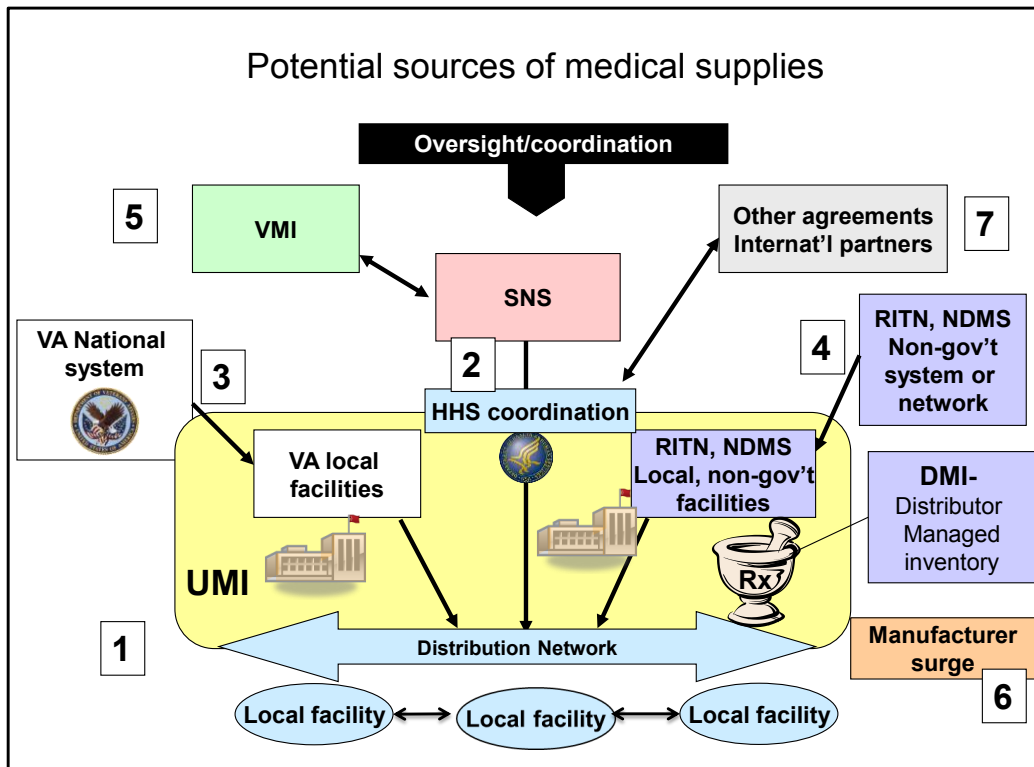 Potential sources of medical supplies
Oversight/coordination
5
VMI
Other agreements
Internat'l partners
7
SNS
VA National
system
3
2
4
RITN, NDMS
Non-gov't
system or
network
HHS coordination
VA local
facilities
RITN, NDMS
Local, non-gov't
facilities
DMI-
Distributor
Managed
inventory
UMI
Rx
1
Distribution Network
Manufacturer
surge
6
Local facility
Local facility
Local facility